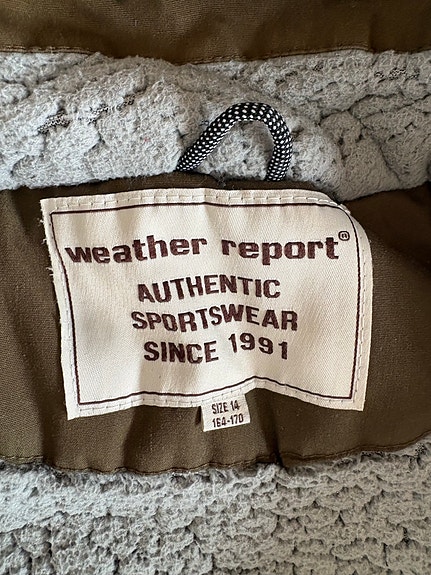 weather report®
AUTHENTIC
SPORTSWEAR
SINCE 1991
SIZE 14
164-170